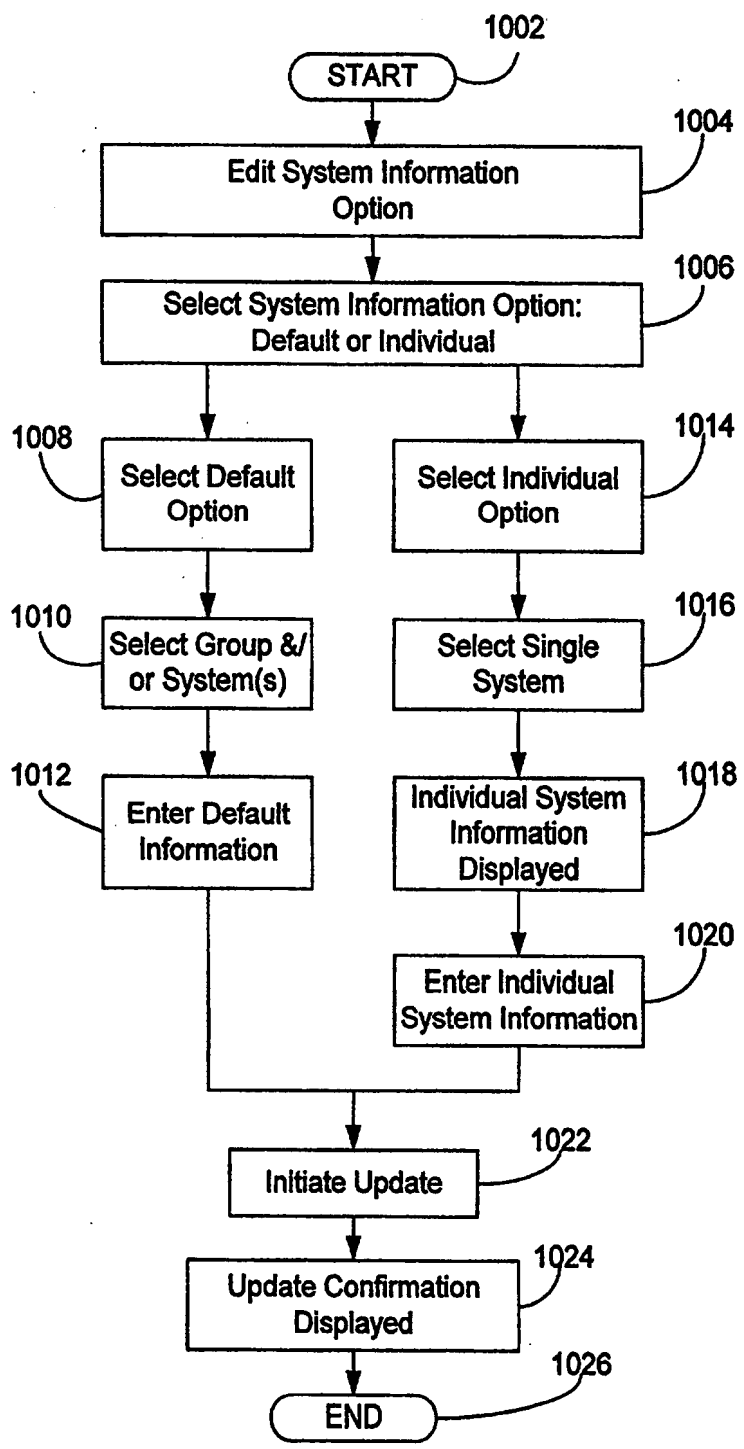 1002
START
1004
Edit System Information
Option
1006
Select System Information Option:
Default or Individual
1008
Select Default
Option
1014
Select Individual
Option
1010
Select Group &/
or System(s)
1016
Select Single
System
1012
Enter Default
Information
1018
Individual System
Information
Displayed
1020
Enter Individual
System Information
1022
Initiate Update
1024
Update Confirmation
Displayed
1026
END